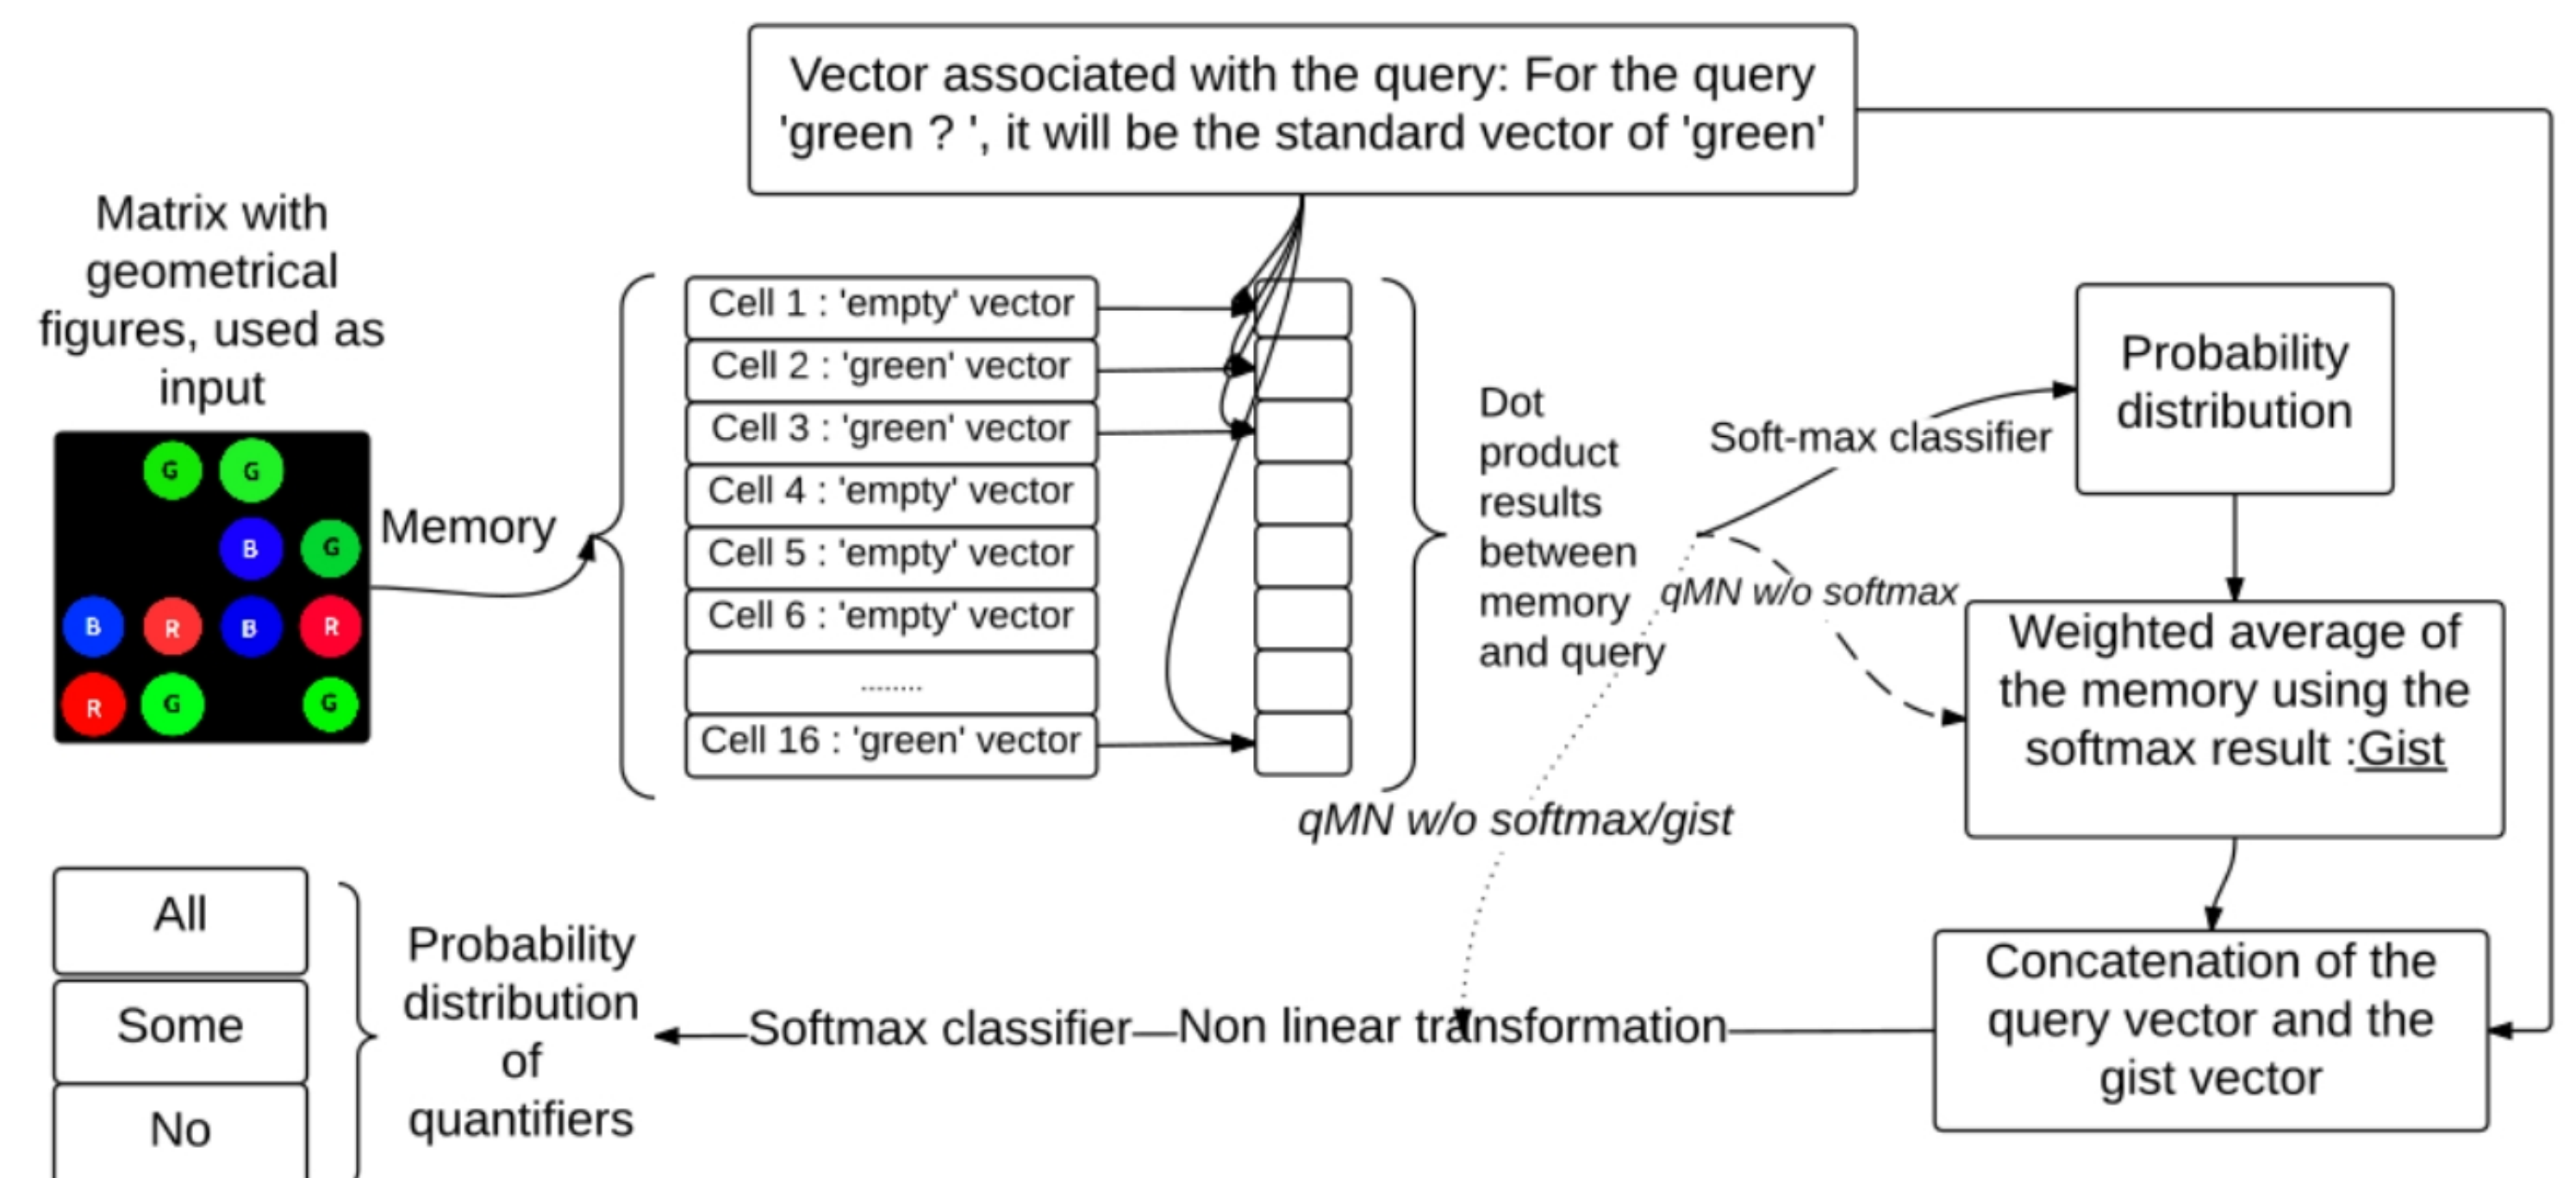 Vector associated with the query: For the query
'green ? ', it will be the standard vector of 'green'
Matrix with
geometrical
figures, used as
input
G G
B G
B R B R
R G G
Memory
Cell 1 : 'empty' vector
Cell 2 : 'green' vector
Cell 3 : 'green' vector
Cell 4 : 'empty' vector
Cell 5 : 'empty' vector
Cell 6 : 'empty' vector
........
Cell 16 : 'green' vector
Dot
product
results
between
memory
and query
Soft-max classifier
qMN w/o softmax
qMN w/o softmax/gist
Probability
distribution
Weighted average of
the memory using the
softmax result :Gist
Concatenation of the
query vector and the
gist vector
Non linear transformation
Softmax classifier
Probability
distribution
of
quantifiers
All
Some
No